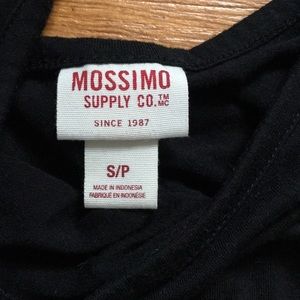 MOSSIMO
SUPPLY CO.™ MC
SINCE 1987
S/P
MADE IN INDONESIA
FABRIQUÉ EN INDONÉSIE